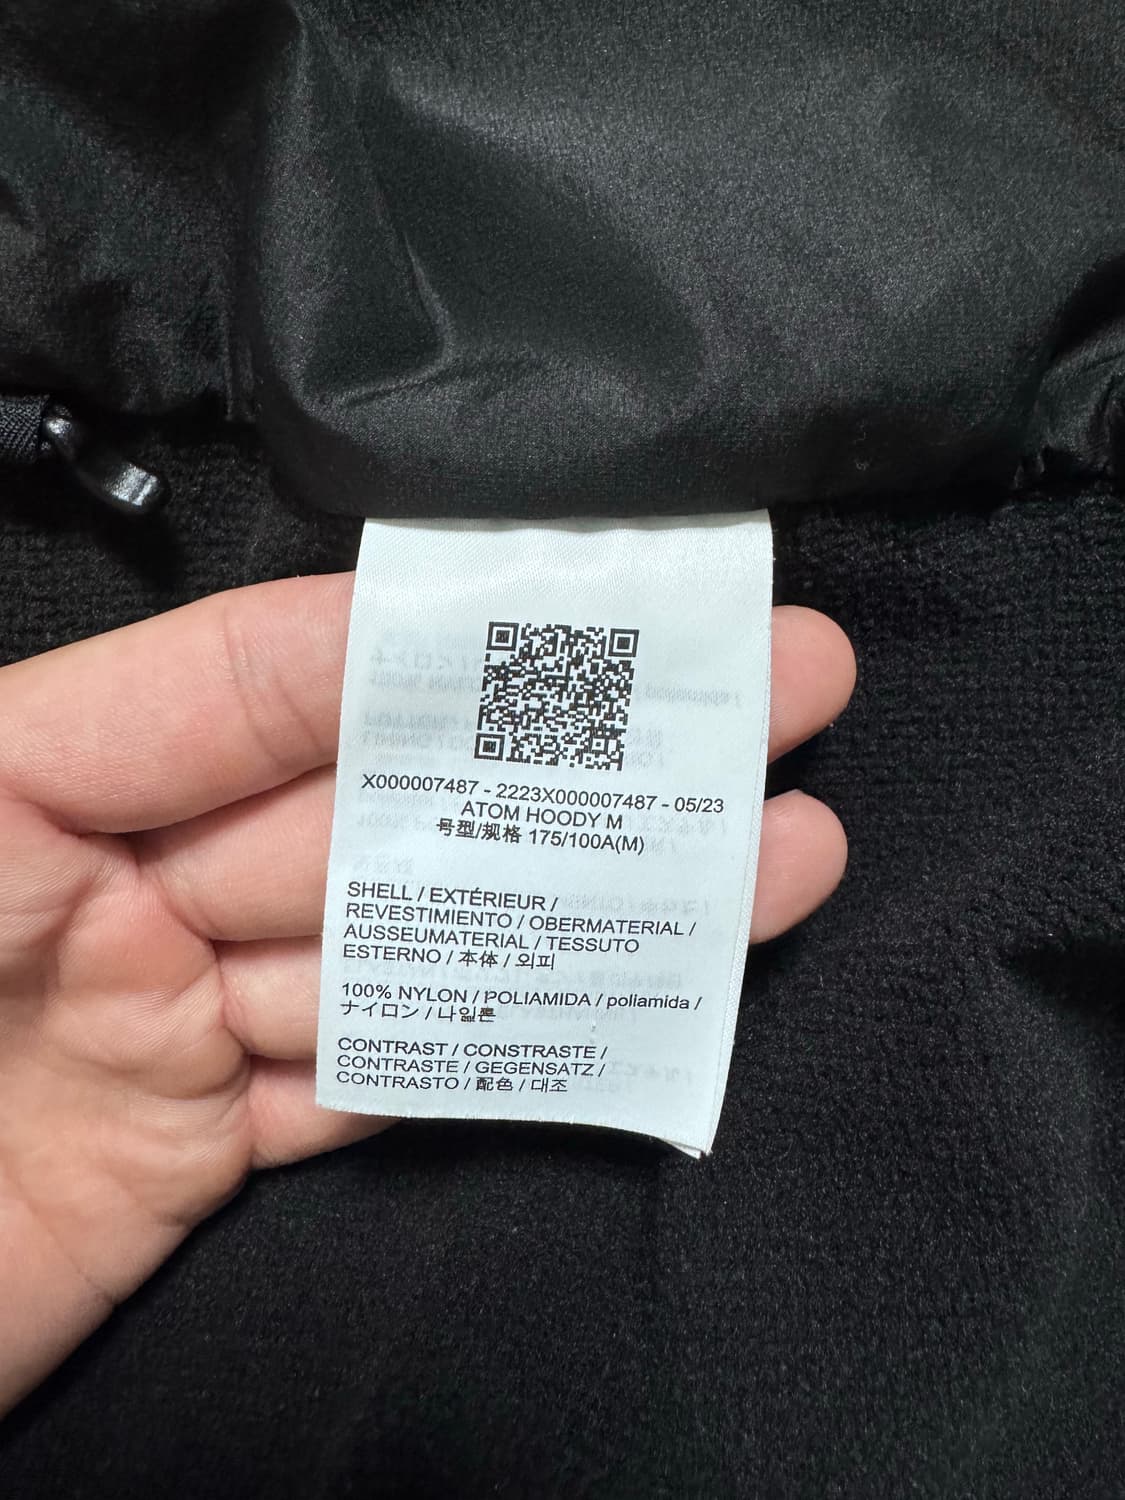 X000007487 - 2223X000007487 - 05/23
ATOM HOODY M
号型/规格 175/100A(M)
SHELL / EXTÉRIEUR /
REVESTIMIENTO / OBERMATERIAL /
AUSSEUMATERIAL / TESSUTO
ESTERNO / 本体 / 외피
100% NYLON / POLIAMIDA / poliamida /
ナイロン / 나일론
CONTRAST / CONSTRASTE /
CONTRASTE / GEGENSATZ /
CONTRASTO / 配色 / 대조